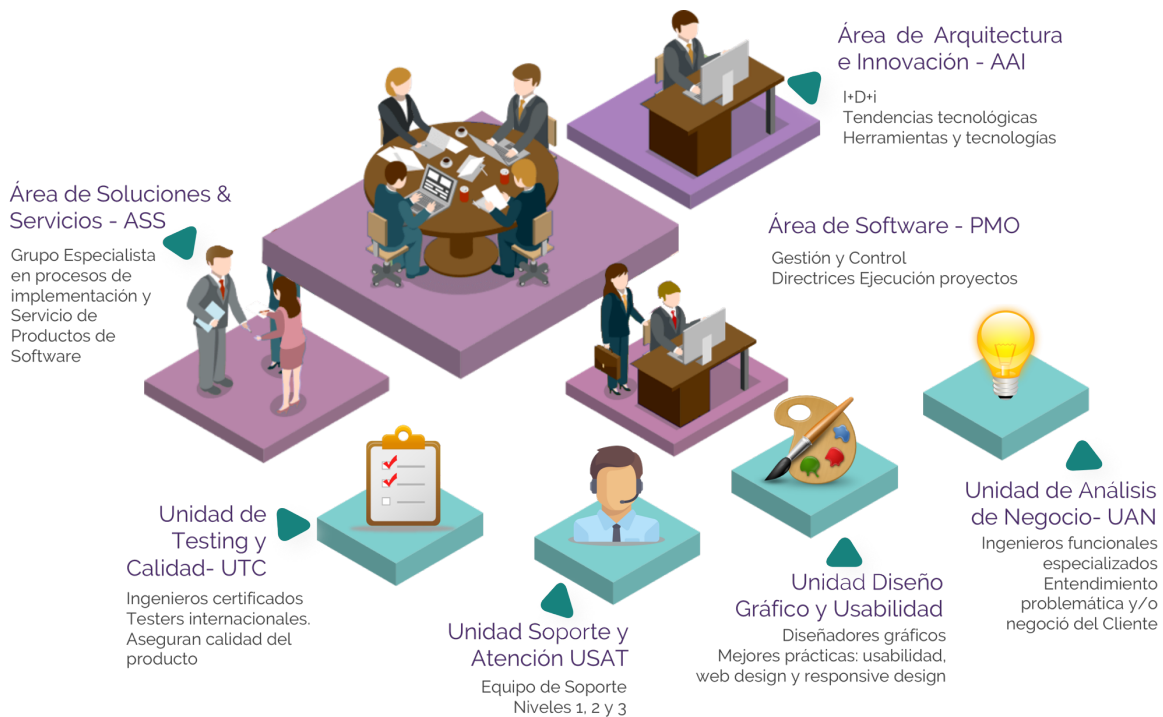 Área de Arquitectura
e Innovación - AAI
I+D+i
Tendencias tecnológicas
Herramientas y tecnologías
Área de Soluciones &
Servicios - ASS
Grupo Especialista
en procesos de
implementación y
Servicio de
Productos de
Software
Área de Software - PMO
Gestión y Control
Directrices Ejecución proyectos
Unidad de
Testing y
Calidad- UTC
Ingenieros certificados
Testers internacionales.
Aseguran calidad del
producto
Unidad Soporte y
Atención USAT
Equipo de Soporte
Niveles 1, 2 y 3
Unidad Diseño
Gráfico y Usabilidad
Diseñadores gráficos
Mejores prácticas: usabilidad,
web design y responsive design
Unidad de Análisis
de Negocio- UAN
Ingenieros funcionales
especializados
Entendimiento
problemática y/o
negoció del Cliente